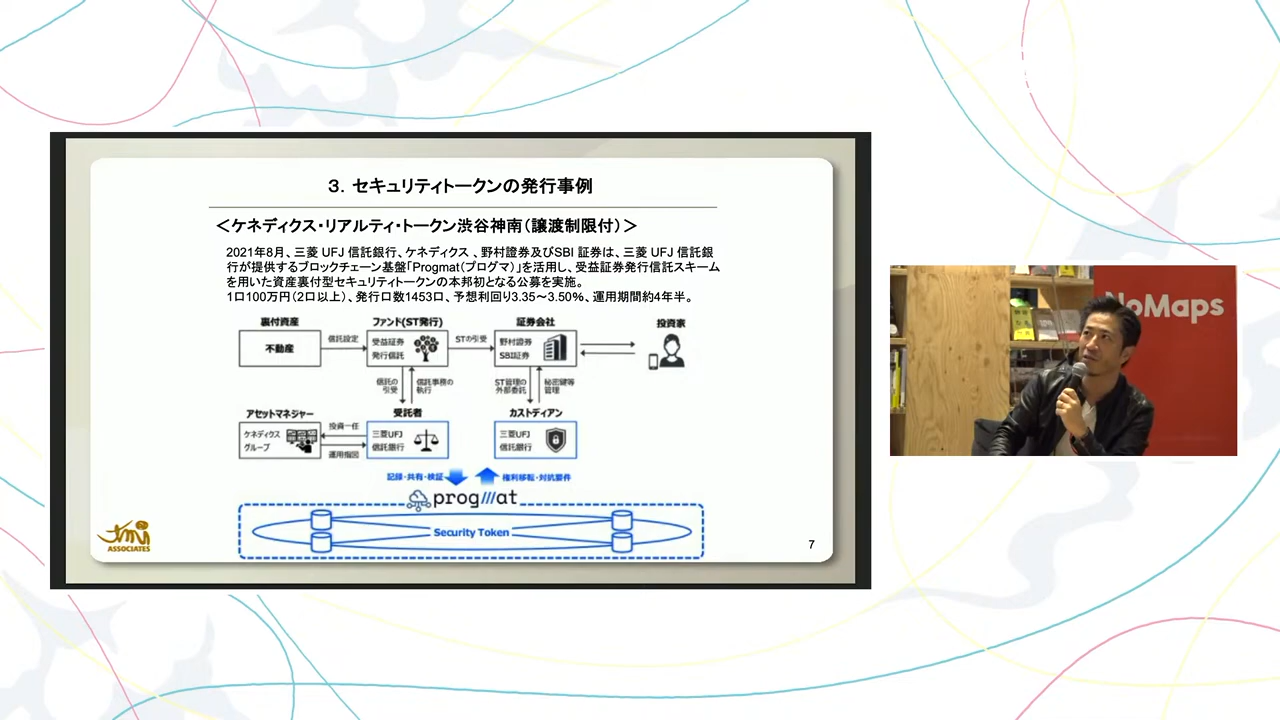 3．セキュリティトークンの発行事例
＜ケネディクス・リアルティ・トークン渋谷神南（譲渡制限付）＞
2021年8月、三菱 UFJ 信託銀行、ケネディクス 、野村證券及びSBI 証券は、三菱 UFJ 信託銀
行が提供するブロックチェーン基盤「Progmat（プログマ）」を活用し、受益証券発行信託スキーム
を用いた資産裏付型セキュリティトークンの本邦初となる公募を実施。
1口100万円（2口以上）、発行口数1453口、予想利回り3.35～3.50％、運用期間約4年半。
裏付資産
ファンド(ST発行)
証券会社
投資家
不動産
信託設定
受益証券
発行信託
STの引受
野村證券
SBI証券
信託の
引受
信託事務の
執行
ST管理の
外部委託
秘密鍵等
管理
アセットマネジャー
受託者
カストディアン
ケネディクス
グループ
投資一任
運用指図
三菱UFJ
信託銀行
三菱UFJ
信託銀行
記録・共有・検証
権利移転・対抗要件
progmat
Security Token
tmi
ASSOCIATES
7
NoMaps